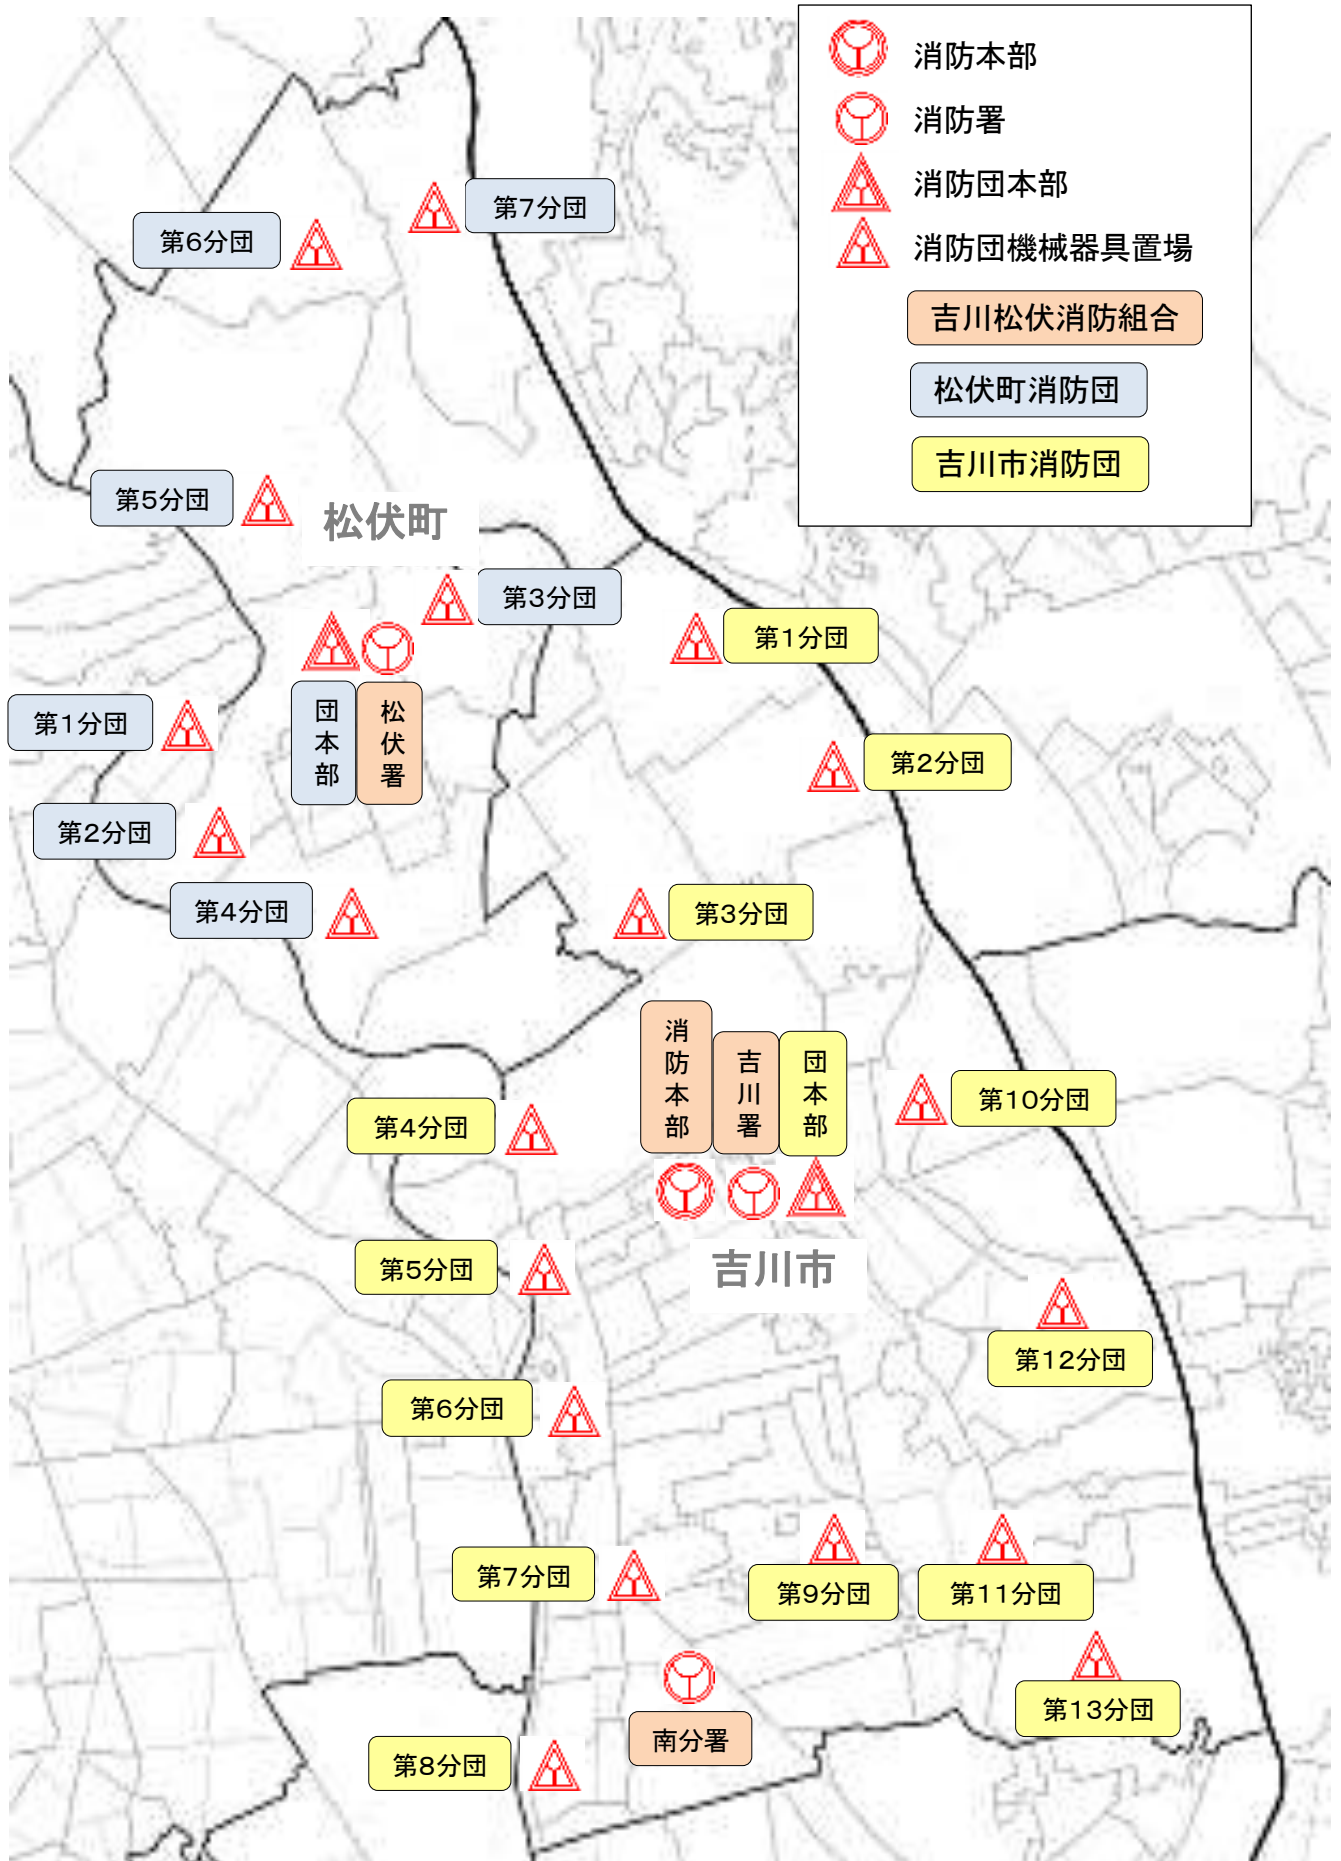 消防本部
消防署
消防団本部
消防団機械器具置場
吉川松伏消防組合
松伏町消防団
吉川市消防団
第7分団
第6分団
第5分団
松伏町
第3分団
第1分団
団本部
松伏署
第1分団
第2分団
第2分団
第4分団
第3分団
消防本部
吉川署
団本部
第10分団
第4分団
第5分団
吉川市
第12分団
第6分団
第7分団
第9分団
第11分団
第13分団
南分署
第8分団